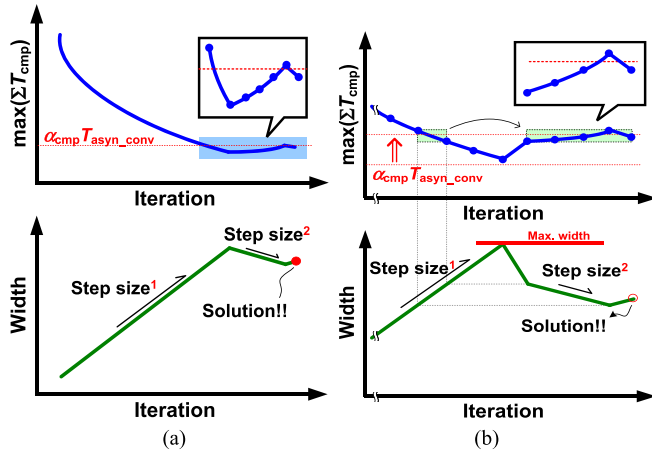 max(ΣTcmp)
αcmpTasyn_conv
Iteration
Width
Step size1
Step size2
Solution!!
Iteration
(a)
max(ΣTcmp)
αcmpTasyn_conv
Iteration
Width
Max. width
Step size1
Step size2
Solution!!
Iteration
(b)